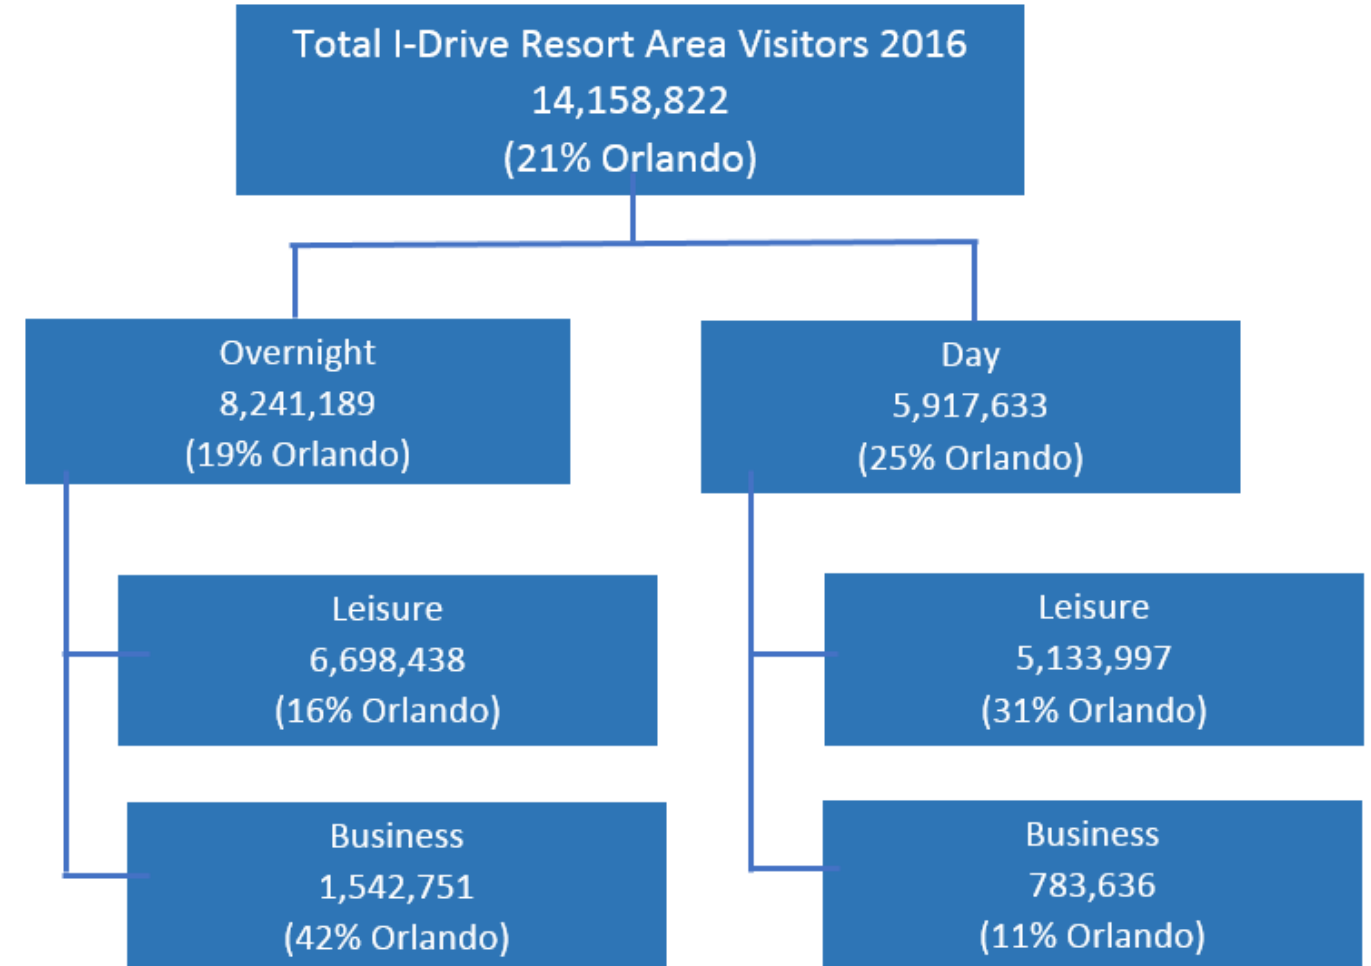 Total I-Drive Resort Area Visitors 2016
14,158,822
(21% Orlando)
Overnight
8,241,189
(19% Orlando)
Leisure
6,698,438
(16% Orlando)
Business
1,542,751
(42% Orlando)
Day
5,917,633
(25% Orlando)
Leisure
5,133,997
(31% Orlando)
Business
783,636
(11% Orlando)